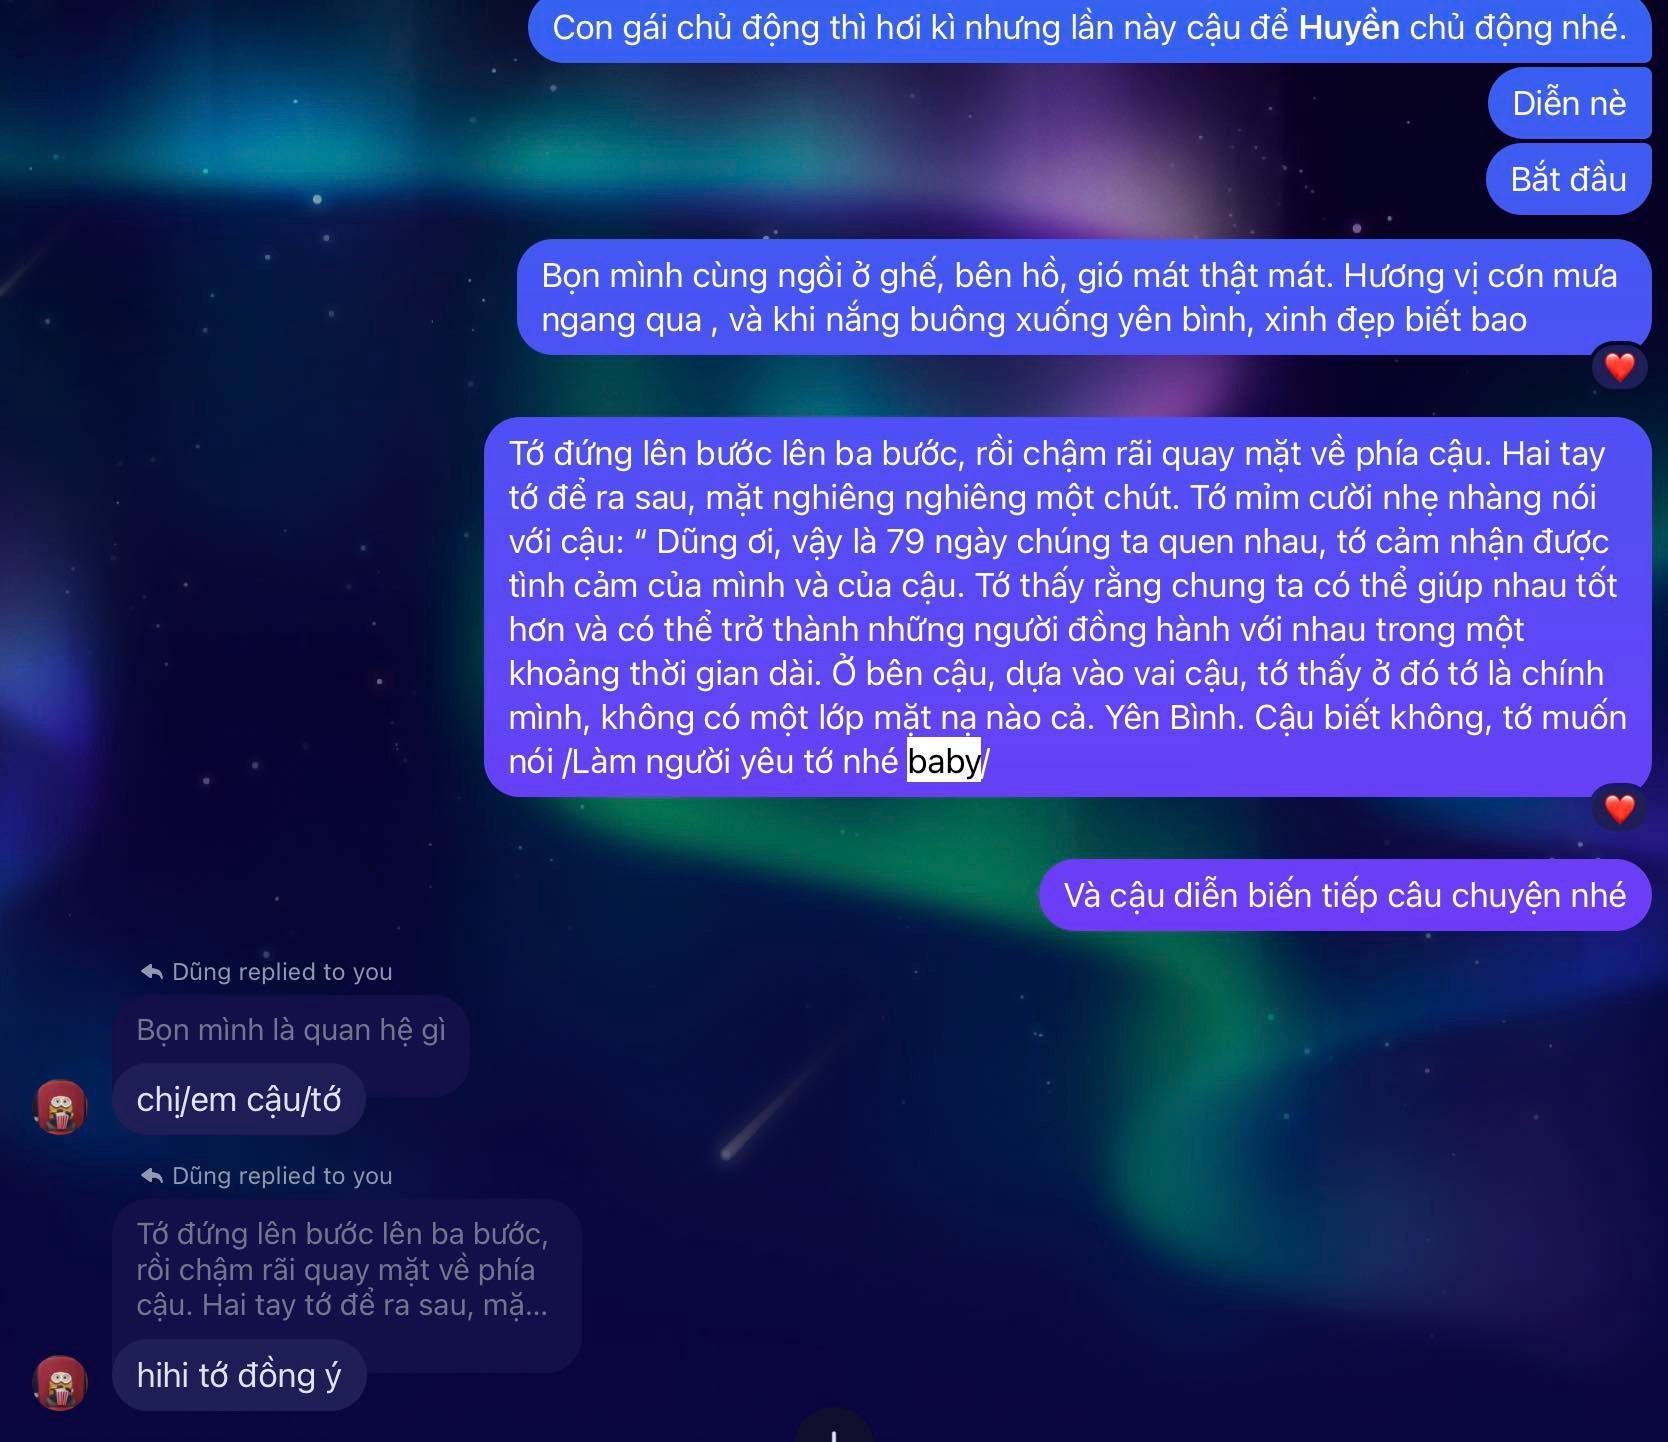 Con gái chủ động thì hơi kì nhưng lần này cậu để Huyền chủ động nhé.
Diễn nè
Bắt đầu
Bọn mình cùng ngồi ở ghế, bên hồ, gió mát thật mát. Hương vị cơn mưa
ngang qua , và khi nắng buông xuống yên bình, xinh đẹp biết bao
Tớ đứng lên bước lên ba bước, rồi chậm rãi quay mặt về phía cậu. Hai tay
tớ để ra sau, mặt nghiêng nghiêng một chút. Tớ mỉm cười nhẹ nhàng nói
với cậu: “ Dũng ơi, vậy là 79 ngày chúng ta quen nhau, tớ cảm nhận được
tình cảm của mình và của cậu. Tớ thấy rằng chung ta có thể giúp nhau tốt
hơn và có thể trở thành những người đồng hành với nhau trong một
khoảng thời gian dài. Ở bên cậu, dựa vào vai cậu, tớ thấy ở đó tớ là chính
mình, không có một lớp mặt nạ nào cả. Yên Bình. Cậu biết không, tớ muốn
nói /Làm người yêu tớ nhé baby/
Và cậu diễn biến tiếp câu chuyện nhé
Dũng replied to you
Bọn mình là quan hệ gì
chị/em cậu/tớ
Dũng replied to you
Tớ đứng lên bước lên ba bước,
rồi chậm rãi quay mặt về phía
cậu. Hai tay tớ để ra sau, mặ...
hihi tớ đồng ý